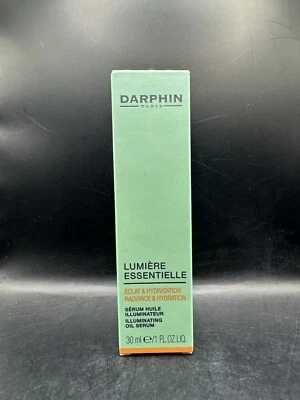 DARPHIN
PARIS
LUMIÈRE
ESSENTIELLE
ÉCLAT & HYDRATATION
RADIANCE & HYDRATION
SÉRUM HUILE
ILLUMINATEUR
ILLUMINATING
OIL SERUM
30 ml ℮/1 FL.OZ.LIQ.